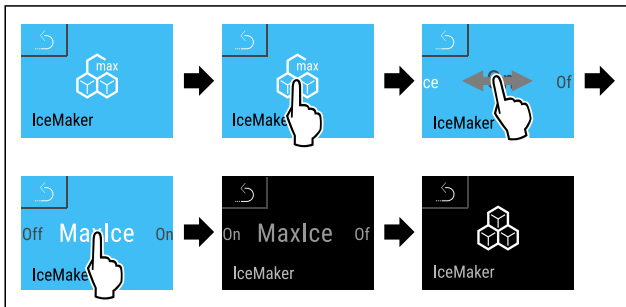 max
IceMaker
max
IceMake
ce
Of
IceMaker
Off MaxIce On
IceMake
On MaxIce Of
IceMaker
IceMaker